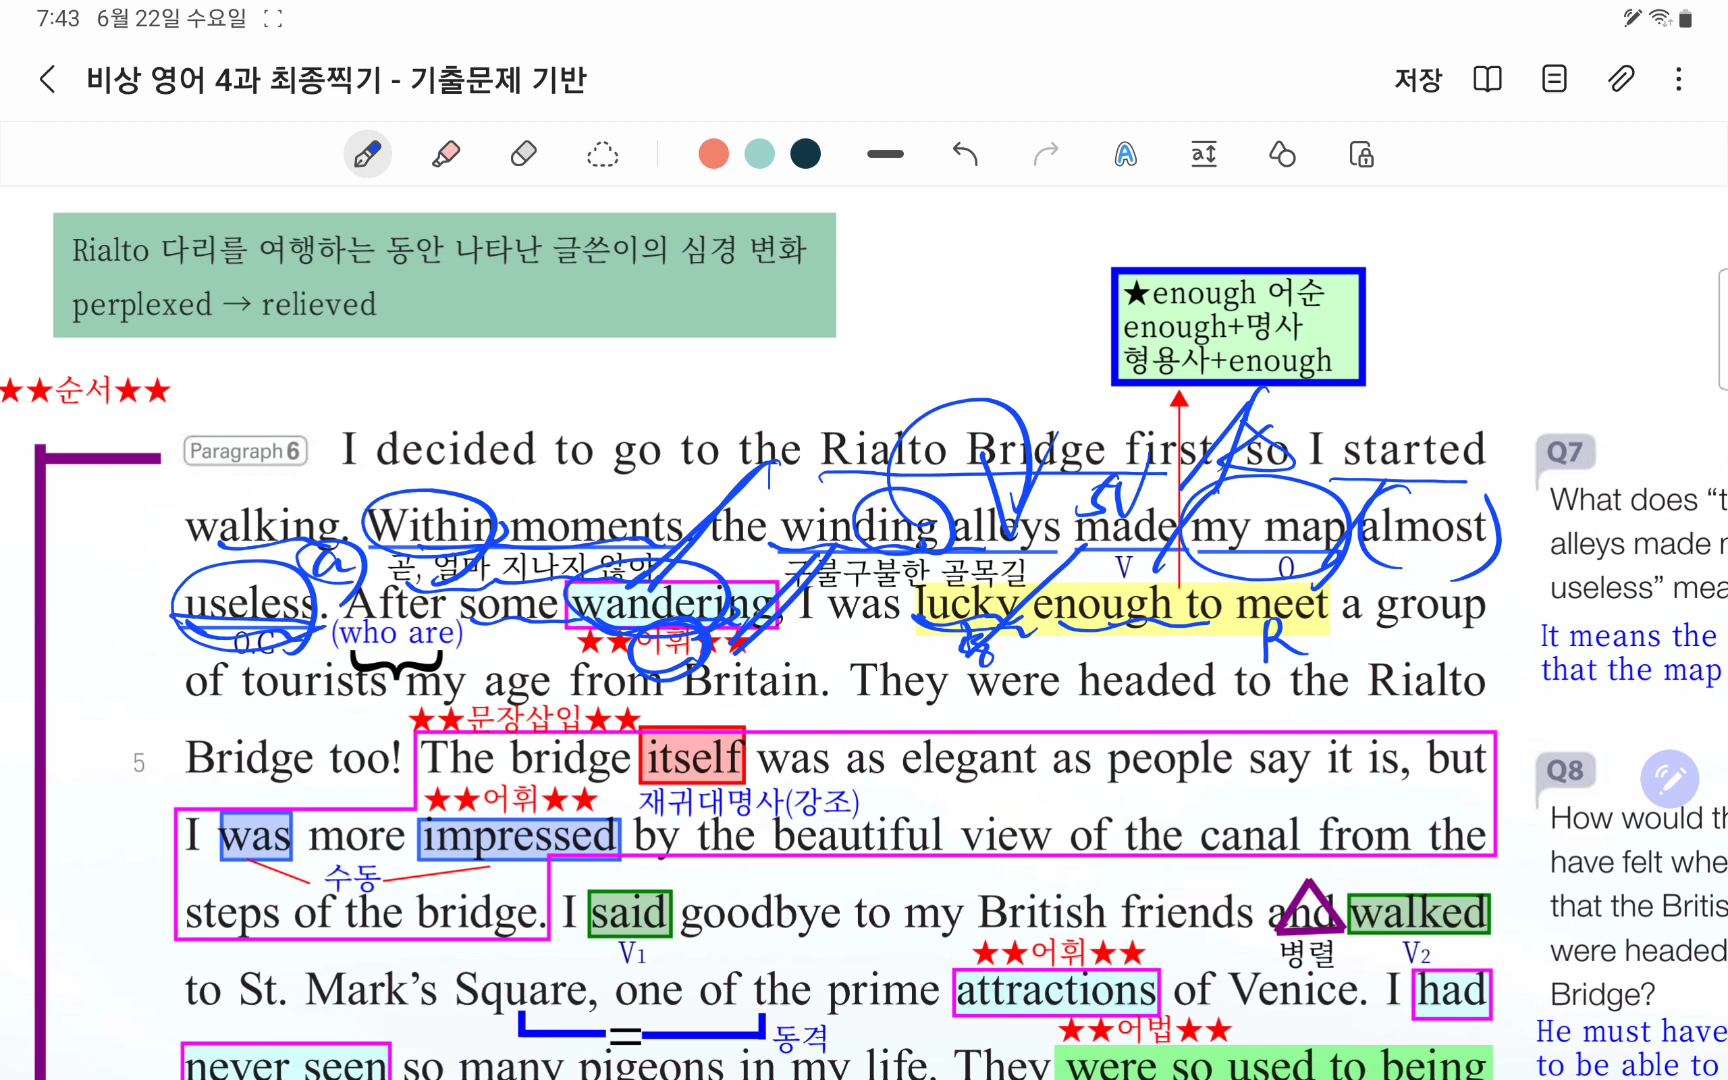 7:43 6월 22일 수요일
비상 영어 4과 최종찍기 - 기출문제 기반
저장
Rialto 다리를 여행하는 동안 나타난 글쓴이의 심경 변화
perplexed → relieved
★enough 어순
enough+명사
형용사+enough
★★순서★★
Paragraph 6
I decided to go to the Rialto Bridge first, so I started
SV
walking. Within moments, the winding alleys made my map almost
곧, 얼마 지나지 않아
구불구불한 골목길
V
O
a
useless. After some wandering, I was lucky enough to meet a group
O.C
(who are)
★★어휘★★
R
of tourists my age from Britain. They were headed to the Rialto
★★문장삽입★★
5
Bridge too! The bridge itself was as elegant as people say it is, but
★★어휘★★
재귀대명사(강조)
I was more impressed by the beautiful view of the canal from the
수동
steps of the bridge. I said goodbye to my British friends and walked
V1
★★어휘★★
병렬
V2
to St. Mark’s Square, one of the prime attractions of Venice. I had
=
동격
★★어법★★
never seen so many pigeons in my life. They were so used to being
Q7
What does “t
alleys made
useless” mea
It means the
that the map
Q8
How would th
have felt whe
that the Britis
were headed
Bridge?
He must have
to be able to